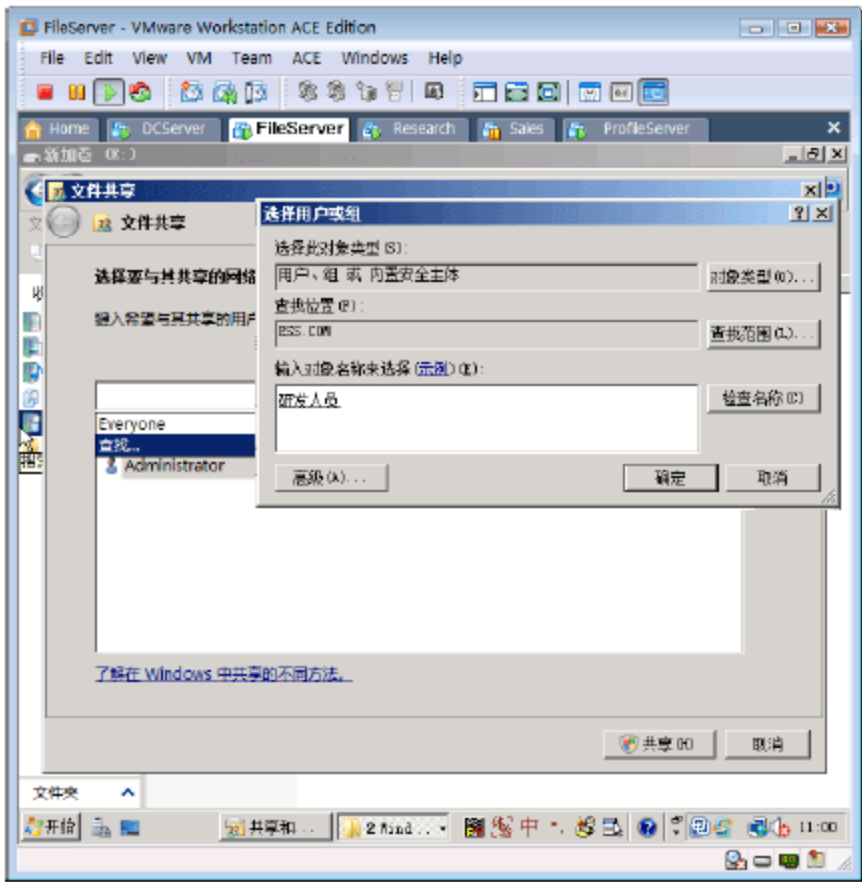 FileServer - VMware Workstation ACE Edition
File Edit View VM Team ACE Windows Help
Home DCServer FileServer Research Sales ProfileServer
新加卷
文件共享
文件共享
选择要与其共享的网络
键入希望与其共享的用户
Everyone
查找...
Administrator
选择用户或组
选择此对象类型(S):
用户、组 或 内置安全主体
对象类型(O)...
查找位置(F):
ESS.COM
查找范围(L)...
输入对象名称来选择(示例)(E):
研发人员
检查名称(C)
高级(A)...
确定
取消
了解在 Windows 中共享的不同方法。
共享(H)
取消
文件夹
开始
共享和...
2 Wind...
中
11:00